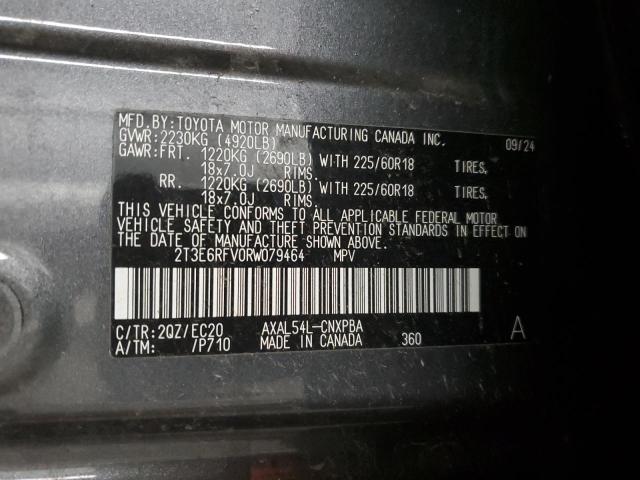 MFD.BY:TOYOTA MOTOR MANUFACTURING CANADA INC.
GVWR:2230KG (4920LB) 09/24
GAWR:FRT. 1220KG (2690LB) WITH 225/60R18 TIRES,
18x7.0J RIMS.
RR. 1220KG (2690LB) WITH 225/60R18 TIRES,
18x7.0J RIMS.
THIS VEHICLE CONFORMS TO ALL APPLICABLE FEDERAL MOTOR
VEHICLE SAFETY AND THEFT PREVENTION STANDARDS IN EFFECT ON
THE DATE OF MANUFACTURE SHOWN ABOVE.
2T3E6RFV0RW079464 MPV
C/TR:2QZ/EC20 AXAL54L-CNXPBA A
A/TM: /P710 MADE IN CANADA 360